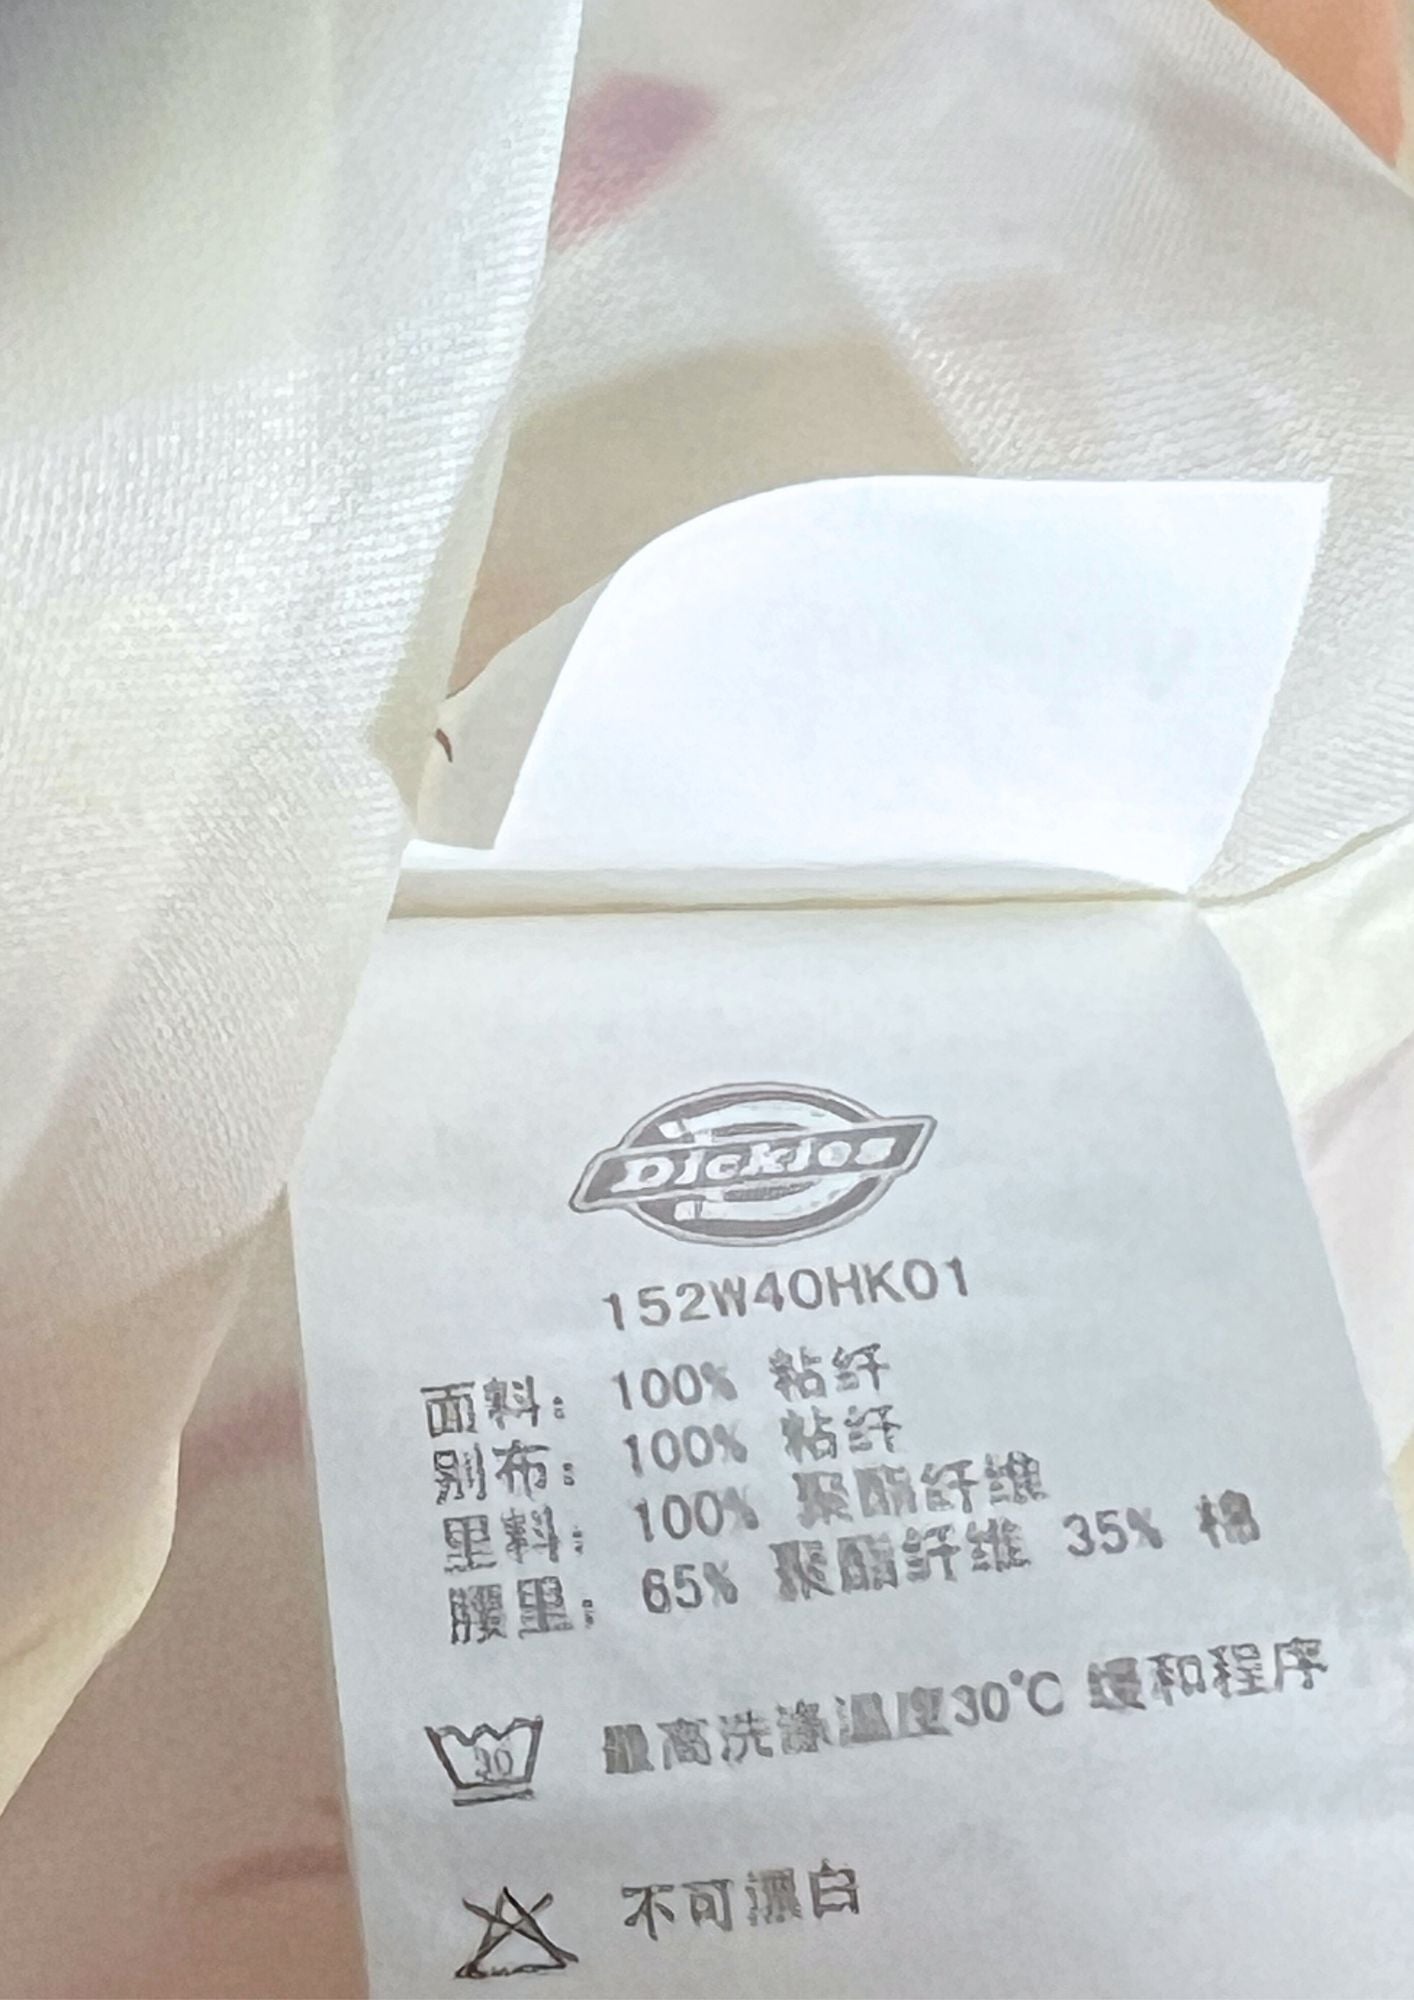 Dickies
152W40HK01
面料： 100% 粘纤
别布： 100% 粘纤
里料： 100% 聚酯纤维
腰里： 65% 聚酯纤维 35% 棉
30
最高洗涤温度30℃ 缓和程序
不可漂白